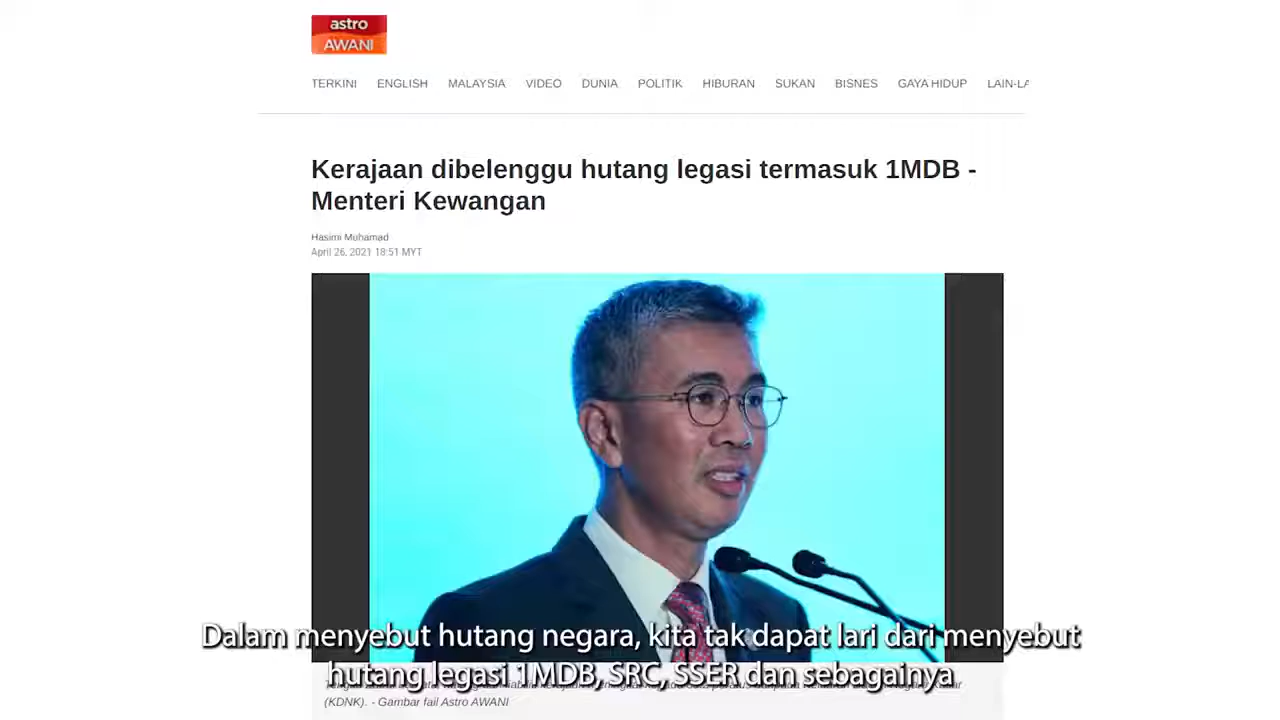 astro
AWANI
TERKINI ENGLISH MALAYSIA VIDEO DUNIA POLITIK HIBURAN SUKAN BISNES GAYA HIDUP LAIN-LA
Kerajaan dibelenggu hutang legasi termasuk 1MDB -
Menteri Kewangan
Hasimi Muhamad
April 26, 2021 18:51 MYT
Dalam menyebut hutang negara, kita tak dapat lari dari menyebut
hutang legasi 1MDB, SRC, SSER dan sebagainya
(KDNK). - Gambar fail Astro AWANI